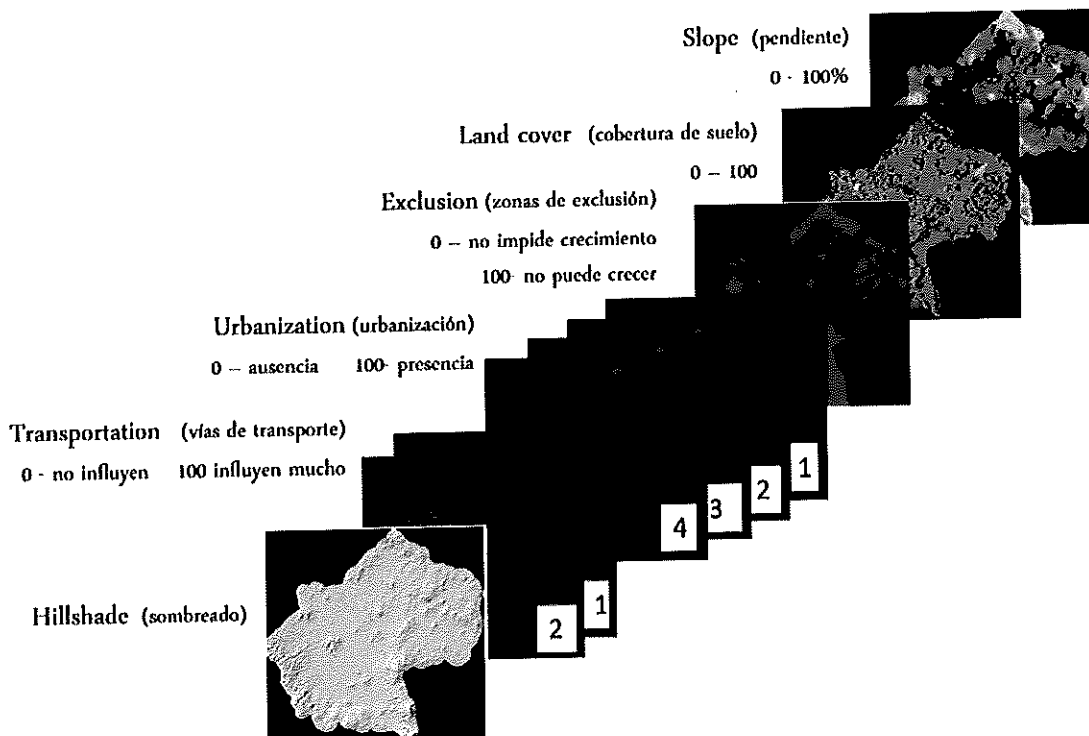 Slope (pendiente)
0 - 100%
Land cover (cobertura de suelo)
0 – 100
Exclusion (zonas de exclusión)
0 – no impide crecimiento
100- no puede crecer
Urbanization (urbanización)
0 – ausencia 100- presencia
Transportation (vías de transporte)
0 - no influyen 100 influyen mucho
Hillshade (sombreado)
1
2
3
4
1
2